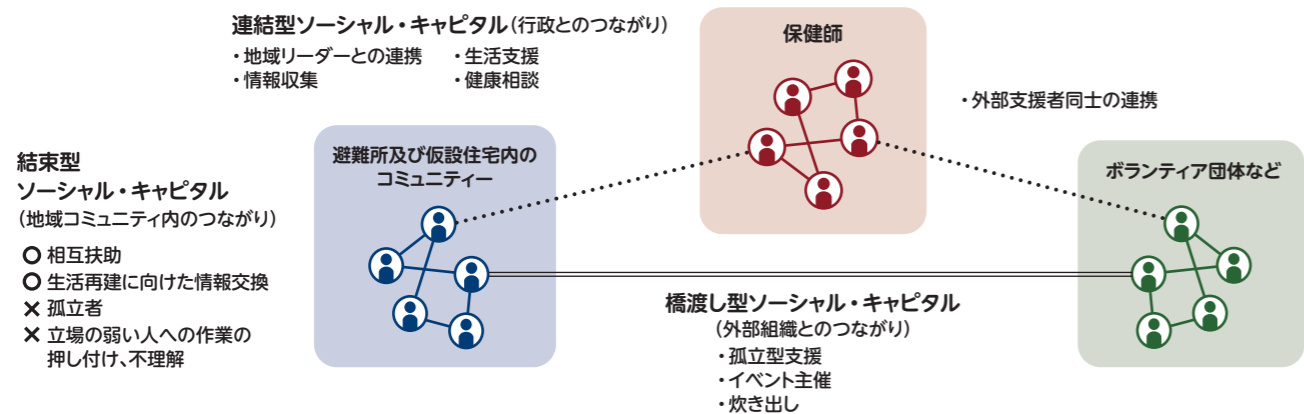 連結型ソーシャル・キャピタル(行政とのつながり)
・地域リーダーとの連携 ・生活支援
・情報収集 ・健康相談
保健師
・外部支援者同士の連携
結束型
ソーシャル・キャピタル
(地域コミュニティ内のつながり)
○ 相互扶助
○ 生活再建に向けた情報交換
× 孤立者
× 立場の弱い人への作業の
押し付け、不理解
避難所及び仮設住宅内の
コミュニティー
ボランティア団体など
橋渡し型ソーシャル・キャピタル
(外部組織とのつながり)
・孤立型支援
・イベント主催
・炊き出し